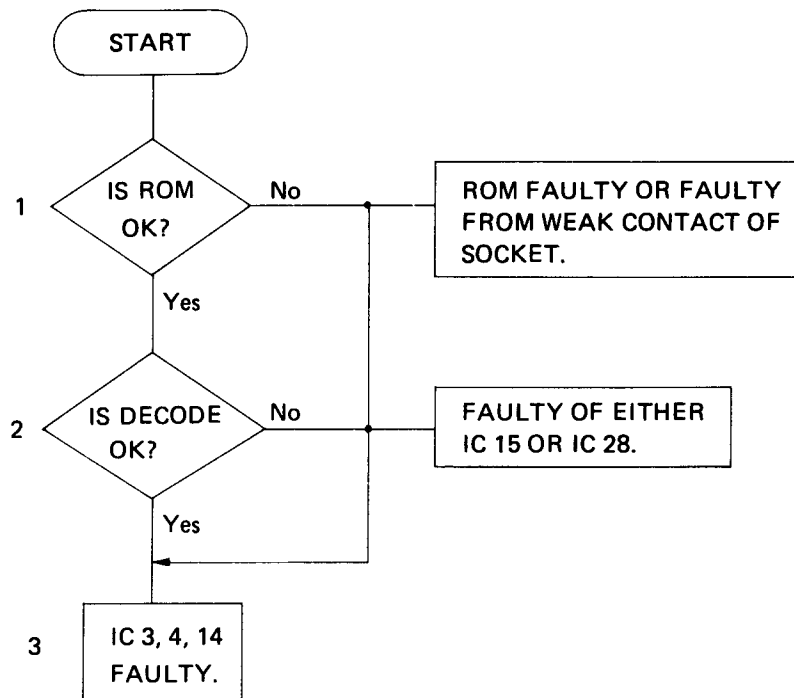 START
1
IS ROM
OK?
No
ROM FAULTY OR FAULTY
FROM WEAK CONTACT OF
SOCKET.
Yes
2
IS DECODE
OK?
No
FAULTY OF EITHER
IC 15 OR IC 28.
Yes
3
IC 3, 4, 14
FAULTY.